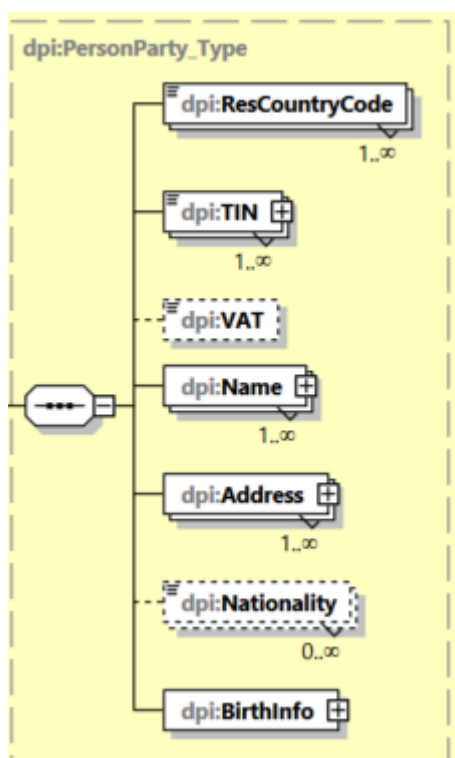 dpi:PersonParty_Type
dpi:ResCountryCode
1..∞
dpi:TIN
1..∞
dpi:VAT
dpi:Name
1..∞
dpi:Address
1..∞
dpi:Nationality
0..∞
dpi:BirthInfo